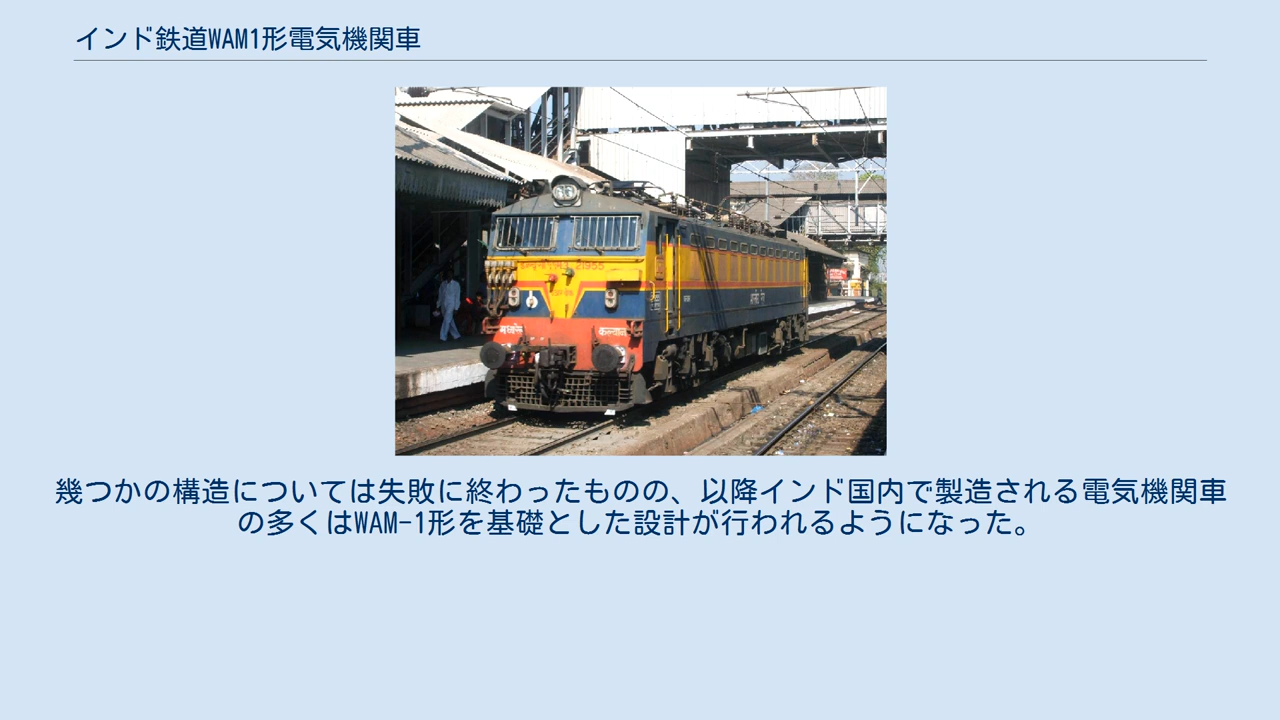 インド鉄道WAM1形電気機関車
幾つかの構造については失敗に終わったものの、以降インド国内で製造される電気機関車
の多くはWAM-1形を基礎とした設計が行われるようになった。